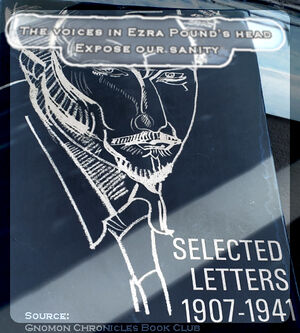 The voices in Ezra Pound's head
Expose our sanity
SELECTED
LETTERS
1907-1941
Source:
Gnomon Chronicles Book Club